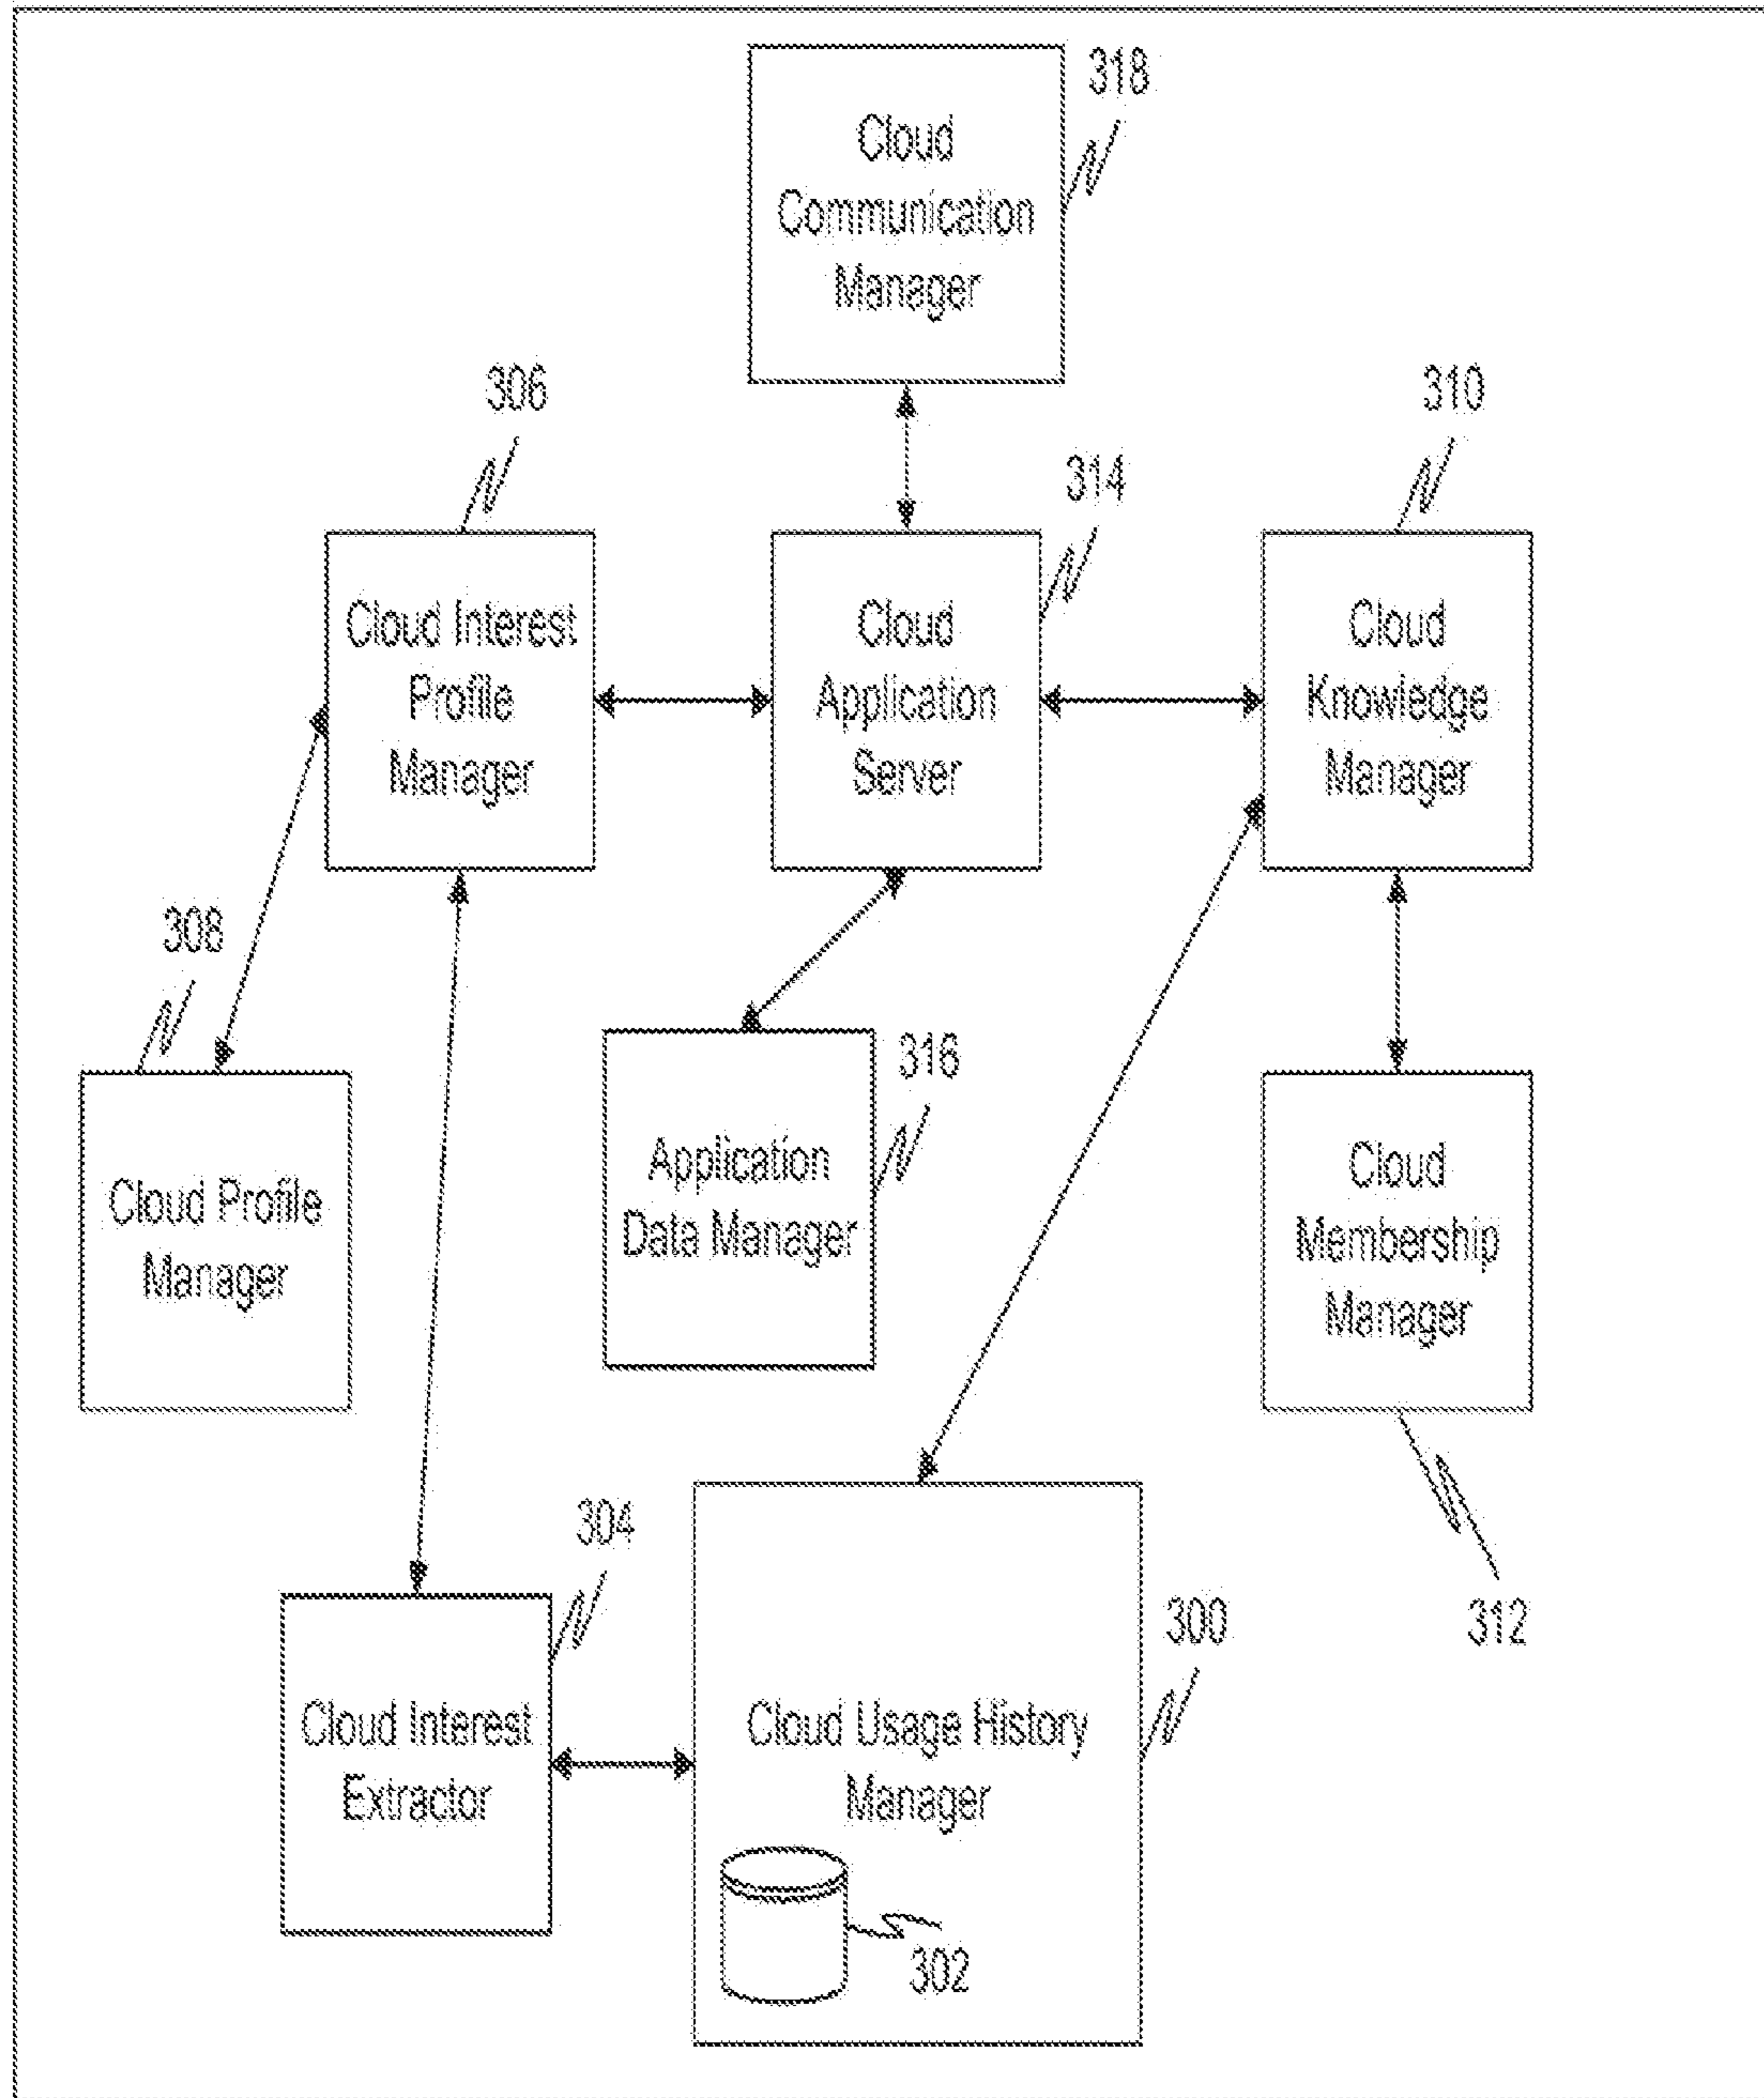 318
Cloud
Communication
Manager
306
310
314
Cloud Interest
Profile
Manager
Cloud
Application
Server
Cloud
Knowledge
Manager
308
316
Cloud Profile
Manager
Application
Data Manager
Cloud
Membership
Manager
304
300
312
Cloud Interest
Extractor
Cloud Usage History
Manager
302